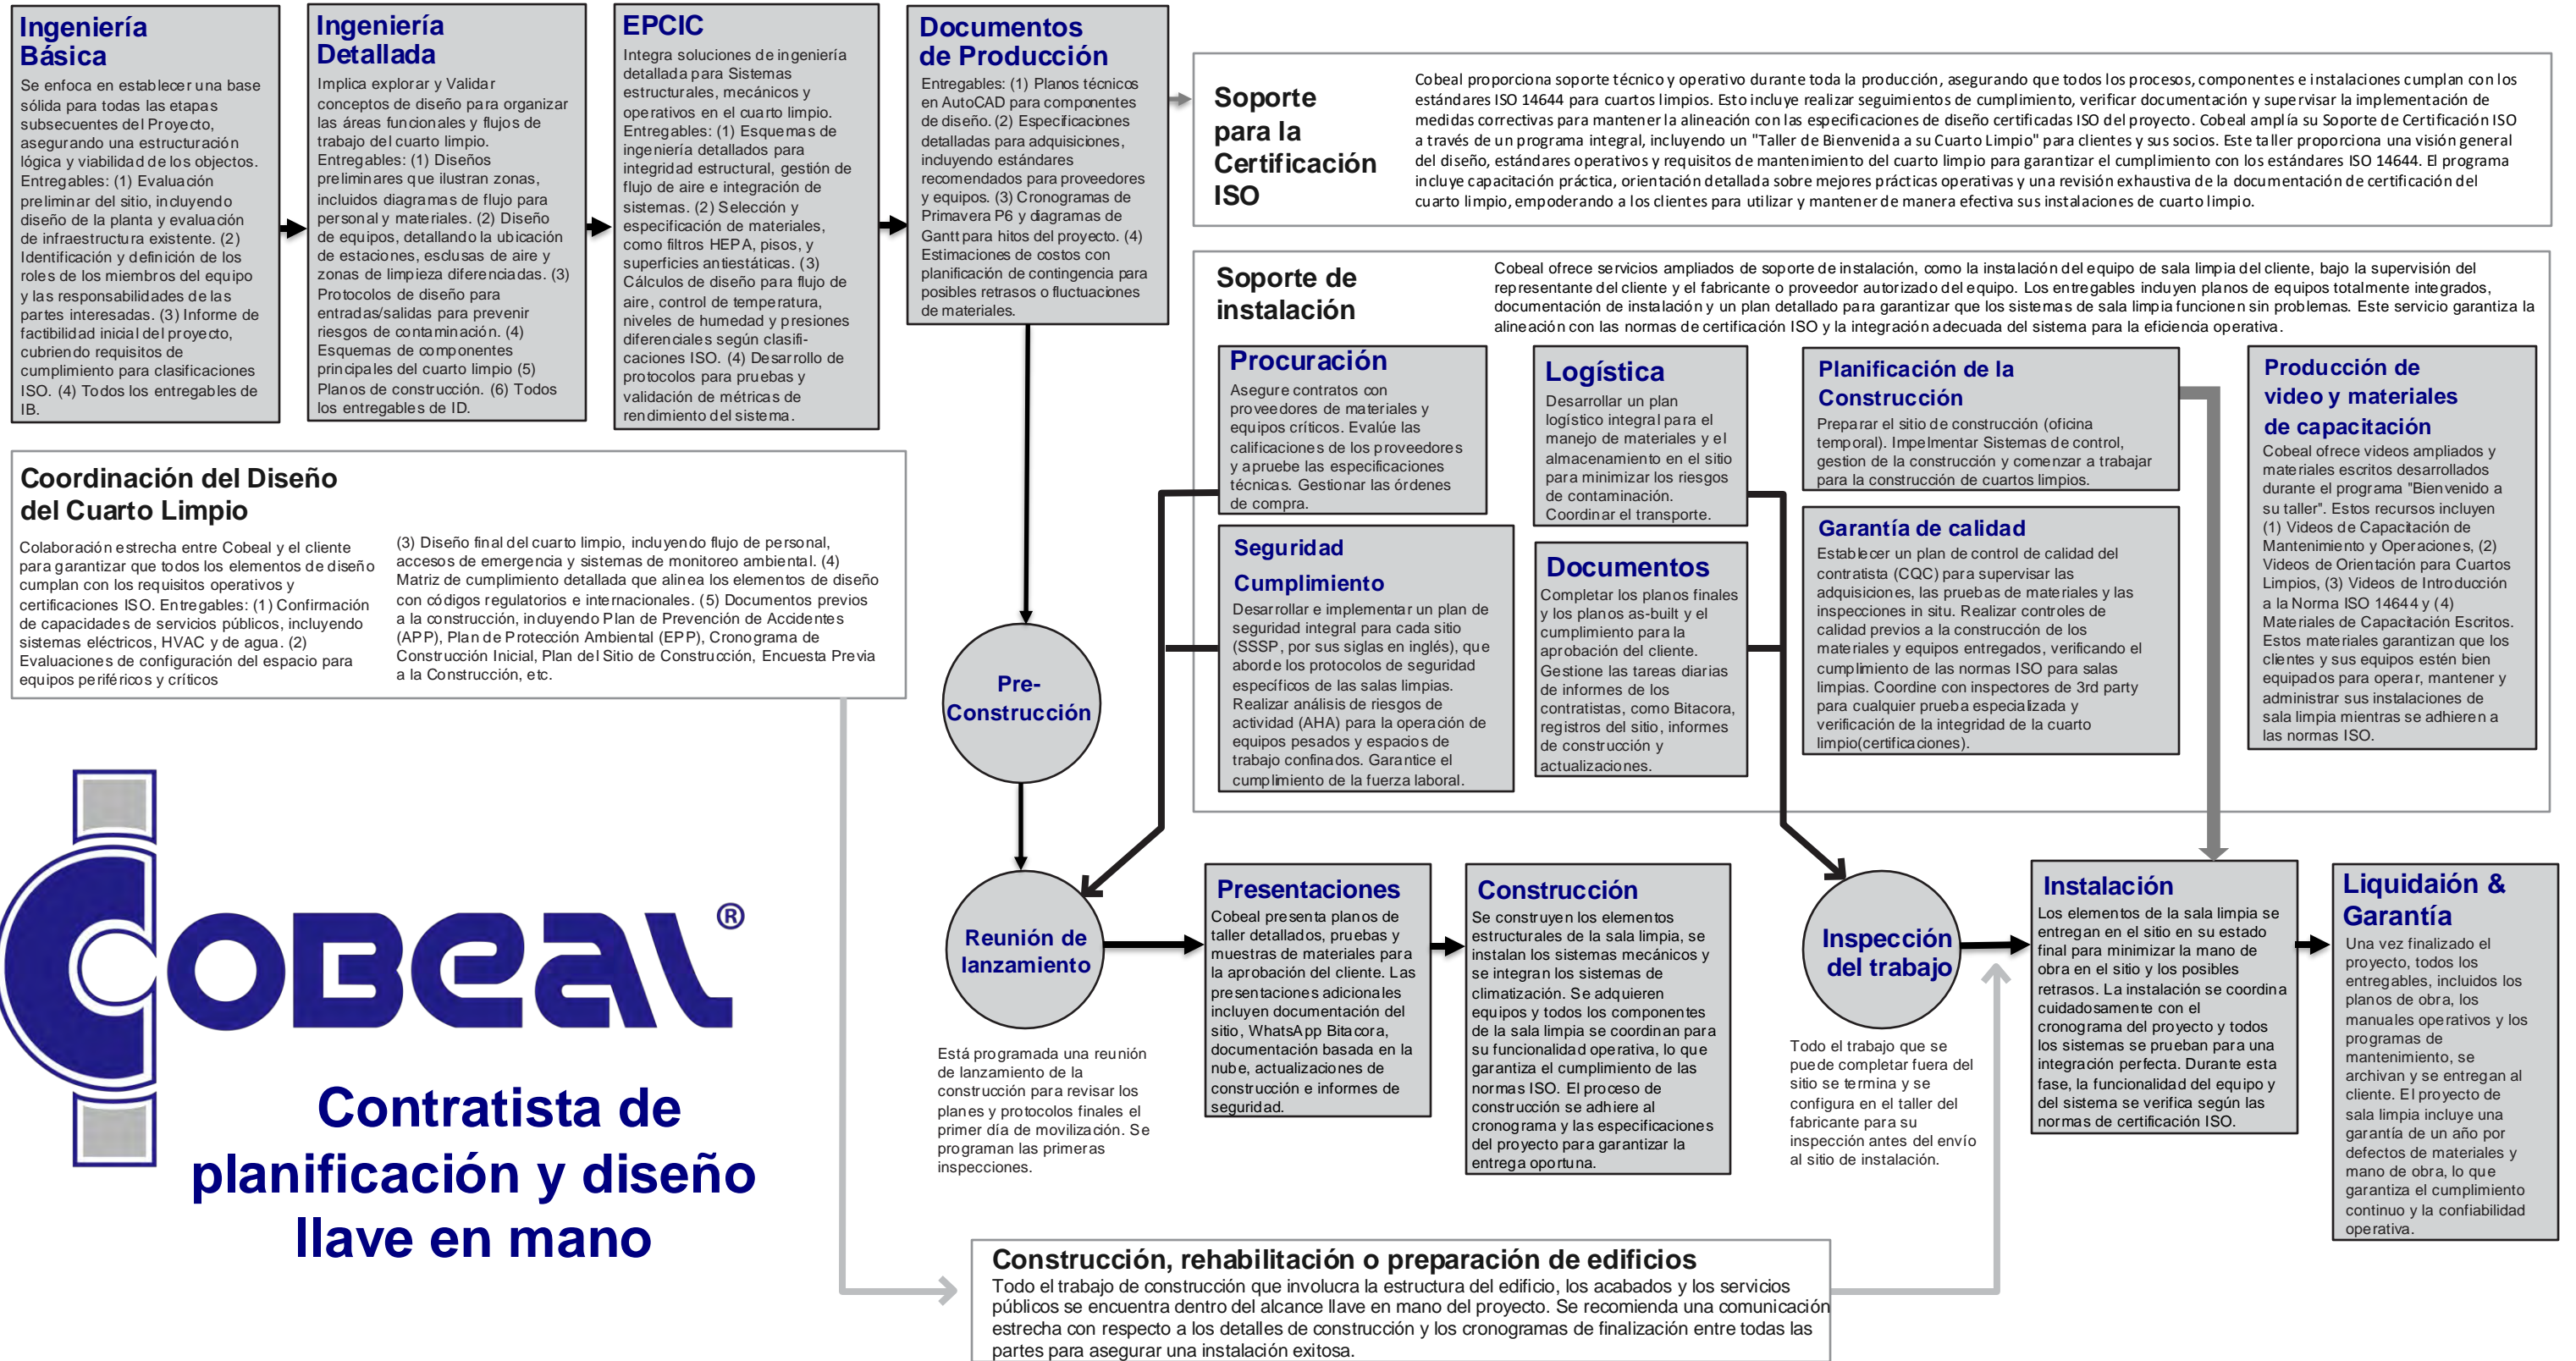 Ingeniería
Básica
Se enfoca en establecer una base
sólida para todas las etapas
subsecuentes del Proyecto,
asegurando una estructuración
lógica y viabilidad de los objectos.
Entregables: (1) Evaluación
preliminar del sitio, incluyendo
diseño de la planta y evaluación
de infraestructura existente. (2)
Identificación y definición de los
roles de los miembros del equipo
y las responsabilidades de las
partes interesadas. (3) Informe de
factibilidad inicial del proyecto,
cubriendo requisitos de
cumplimiento para clasificaciones
ISO. (4) Todos los entregables de
IB.
Ingeniería
Detallada
Implica explorar y Validar
conceptos de diseño para organizar
las áreas funcionales y flujos de
trabajo del cuarto limpio.
Entregables: (1) Diseños
preliminares que ilustran zonas,
incluidos diagramas de flujo para
personal y materiales. (2) Diseño
de equipos, detallando la ubicación
de estaciones, esclusas de aire y
zonas de limpieza diferenciadas. (3)
Protocolos de diseño para
entradas/salidas para prevenir
riesgos de contaminación. (4)
Esquemas de componentes
principales del cuarto limpio (5)
Planos de construcción. (6) Todos
los entregables de ID.
EPCIC
Integra soluciones de ingeniería
detallada para Sistemas
estructurales, mecánicos y
operativos en el cuarto limpio.
Entregables: (1) Esquemas de
ingeniería detallados para
integridad estructural, gestión de
flujo de aire e integración de
sistemas. (2) Selección y
especificación de materiales,
como filtros HEPA, pisos, y
superficies antiestáticas. (3)
Cálculos de diseño para flujo de
aire, control de temperatura,
niveles de humedad y presiones
diferenciales según clasifi-
caciones ISO. (4) Desarrollo de
protocolos para pruebas y
validación de métricas de
rendimiento del sistema.
Documentos
de Producción
Entregables: (1) Planos técnicos
en AutoCAD para componentes
de diseño. (2) Especificaciones
detalladas para adquisiciones,
incluyendo estándares
recomendados para proveedores
y equipos. (3) Cronogramas de
Primavera P6 y diagramas de
Gantt para hitos del proyecto. (4)
Estimaciones de costos con
planificación de contingencia para
posibles retrasos o fluctuaciones
de materiales.
Soporte
para la
Certificación
ISO
Cobeal proporciona soporte técnico y operativo durante toda la producción, asegurando que todos los procesos, componentes e instalaciones cumplan con los
estándares ISO 14644 para cuartos limpios. Esto incluye realizar seguimientos de cumplimiento, verificar documentación y supervisar la implementación de
medidas correctivas para mantener la alineación con las especificaciones de diseño certificadas ISO del proyecto. Cobeal amplía su Soporte de Certificación ISO
a través de un programa integral, incluyendo un "Taller de Bienvenida a su Cuarto Limpio" para clientes y sus socios. Este taller proporciona una visión general
del diseño, estándares operativos y requisitos de mantenimiento del cuarto limpio para garantizar el cumplimiento con los estándares ISO 14644. El programa
incluye capacitación práctica, orientación detallada sobre mejores prácticas operativas y una revisión exhaustiva de la documentación de certificación del
cuarto limpio, empoderando a los clientes para utilizar y mantener de manera efectiva sus instalaciones de cuarto limpio.
Soporte de
instalación
Cobeal ofrece servicios ampliados de soporte de instalación, como la instalación del equipo de sala limpia del cliente, bajo la supervisión del
representante del cliente y el fabricante o proveedor autorizado del equipo. Los entregables incluyen planos de equipos totalmente integrados,
documentación de instalación y un plan detallado para garantizar que los sistemas de sala limpia funcionen sin problemas. Este servicio garantiza la
alineación con las normas de certificación ISO y la integración adecuada del sistema para la eficiencia operativa.
Procuración
Asegure contratos con
proveedores de materiales y
equipos críticos. Evalúe las
calificaciones de los proveedores
y apruebe las especificaciones
técnicas. Gestionar las órdenes
de compra.
Logística
Desarrollar un plan
logístico integral para el
manejo de materiales y el
almacenamiento en el sitio
para minimizar los riesgos
de contaminación.
Coordinar el transporte.
Planificación de la
Construcción
Preparar el sitio de construcción (oficina
temporal). Impelmentar Sistemas de control,
gestion de la construcción y comenzar a trabajar
para la construcción de cuartos limpios.
Producción de
video y materiales
de capacitación
Cobeal ofrece videos ampliados y
materiales escritos desarrollados
durante el programa "Bienvenido a
su taller". Estos recursos incluyen
(1) Videos de Capacitación de
Mantenimiento y Operaciones, (2)
Videos de Orientación para Cuartos
Limpios, (3) Videos de Introducción
a la Norma ISO 14644 y (4)
Materiales de Capacitación Escritos.
Estos materiales garantizan que los
clientes y sus equipos estén bien
equipados para operar, mantener y
administrar sus instalaciones de
sala limpia mientras se adhieren a
las normas ISO.
Seguridad
Cumplimiento
Desarrollar e implementar un plan de
seguridad integral para cada sitio
(SSSP, por sus siglas en inglés), que
aborde los protocolos de seguridad
específicos de las salas limpias.
Realizar análisis de riesgos de
actividad (AHA) para la operación de
equipos pesados y espacios de
trabajo confinados. Garantice el
cumplimiento de la fuerza laboral.
Documentos
Completar los planos finales
y los planos as-built y el
cumplimiento para la
aprobación del cliente.
Gestione las tareas diarias
de informes de los
contratistas, como Bitacora,
registros del sitio, informes
de construcción y
actualizaciones.
Garantía de calidad
Establecer un plan de control de calidad del
contratista (CQC) para supervisar las
adquisiciones, las pruebas de materiales y las
inspecciones in situ. Realizar controles de
calidad previos a la construcción de los
materiales y equipos entregados, verificando el
cumplimiento de las normas ISO para salas
limpias. Coordine con inspectores de 3rd party
para cualquier prueba especializada y
verificación de la integridad de la cuarto
limpio(certificaciones).
Coordinación del Diseño
del Cuarto Limpio
Colaboración estrecha entre Cobeal y el cliente
para garantizar que todos los elementos de diseño
cumplan con los requisitos operativos y
certificaciones ISO. Entregables: (1) Confirmación
de capacidades de servicios públicos, incluyendo
sistemas eléctricos, HVAC y de agua. (2)
Evaluaciones de configuración del espacio para
equipos periféricos y críticos
(3) Diseño final del cuarto limpio, incluyendo flujo de personal,
accesos de emergencia y sistemas de monitoreo ambiental. (4)
Matriz de cumplimiento detallada que alinea los elementos de diseño
con códigos regulatorios e internacionales. (5) Documentos previos
a la construcción, incluyendo Plan de Prevención de Accidentes
(APP), Plan de Protección Ambiental (EPP), Cronograma de
Construcción Inicial, Plan del Sitio de Construcción, Encuesta Previa
a la Construcción, etc.
Pre-
Construcción
COBEAL®
Contratista de
planificación y diseño
llave en mano
Reunión de
lanzamiento
Está programada una reunión
de lanzamiento de la
construcción para revisar los
planes y protocolos finales el
primer día de movilización. Se
programan las primeras
inspecciones.
Presentaciones
Cobeal presenta planos de
taller detallados, pruebas y
muestras de materiales para
la aprobación del cliente. Las
presentaciones adicionales
incluyen documentación del
sitio, WhatsApp Bitacora,
documentación basada en la
nube, actualizaciones de
construcción e informes de
seguridad.
Construcción
Se construyen los elementos
estructurales de la sala limpia, se
instalan los sistemas mecánicos y
se integran los sistemas de
climatización. Se adquieren
equipos y todos los componentes
de la sala limpia se coordinan para
su funcionalidad operativa, lo que
garantiza el cumplimiento de las
normas ISO. El proceso de
construcción se adhiere al
cronograma y las especificaciones
del proyecto para garantizar la
entrega oportuna.
Inspección
del trabajo
Todo el trabajo que se
puede completar fuera del
sitio se termina y se
configura en el taller del
fabricante para su
inspección antes del envío
al sitio de instalación.
Instalación
Los elementos de la sala limpia se
entregan en el sitio en su estado
final para minimizar la mano de
obra en el sitio y los posibles
retrasos. La instalación se coordina
cuidadosamente con el
cronograma del proyecto y todos
los sistemas se prueban para una
integración perfecta. Durante esta
fase, la funcionalidad del equipo y
del sistema se verifica según las
normas de certificación ISO.
Liquidaión &
Garantía
Una vez finalizado el
proyecto, todos los
entregables, incluidos los
planos de obra, los
manuales operativos y los
programas de
mantenimiento, se
archivan y se entregan al
cliente. El proyecto de
sala limpia incluye una
garantía de un año por
defectos de materiales y
mano de obra, lo que
garantiza el cumplimiento
continuo y la confiabilidad
operativa.
Construcción, rehabilitación o preparación de edificios
Todo el trabajo de construcción que involucra la estructura del edificio, los acabados y los servicios
públicos se encuentra dentro del alcance llave en mano del proyecto. Se recomienda una comunicación
estrecha con respecto a los detalles de construcción y los cronogramas de finalización entre todas las
partes para asegurar una instalación exitosa.